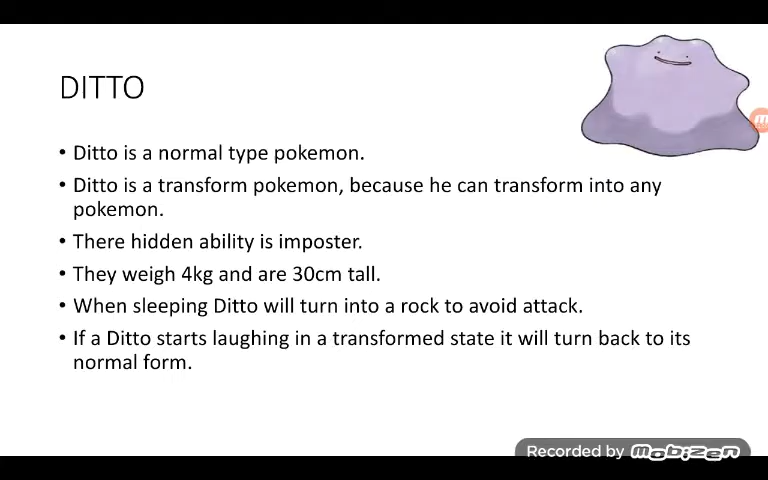 DITTO
• Ditto is a normal type pokemon.
• Ditto is a transform pokemon, because he can transform into any
pokemon.
• There hidden ability is imposter.
• They weigh 4kg and are 30cm tall.
• When sleeping Ditto will turn into a rock to avoid attack.
• If a Ditto starts laughing in a transformed state it will turn back to its
normal form.
Recorded by Mobizen